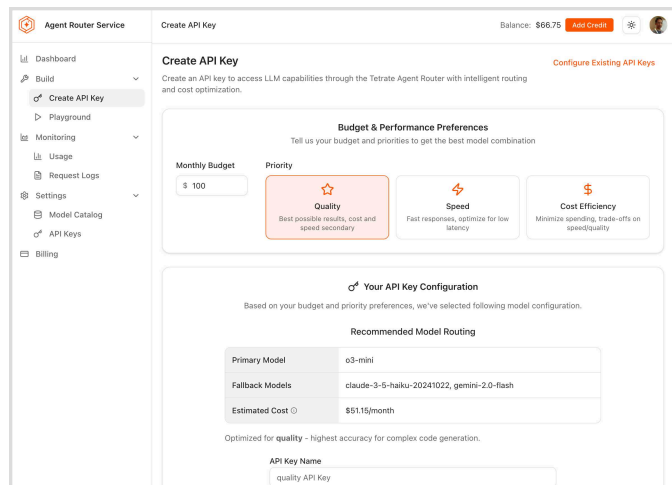 Agent Router Service
Create API Key
Balance: $66.75
Add Credit
Dashboard
Build
Create API Key
Playground
Monitoring
Usage
Request Logs
Settings
Model Catalog
API Keys
Billing
Create API Key
Configure Existing API Keys
Create an API key to access LLM capabilities through the Tetrate Agent Router with intelligent routing
and cost optimization.
Budget & Performance Preferences
Tell us your budget and priorities to get the best model combination
Monthly Budget
$ 100
Priority
Quality
Best possible results, cost and
speed secondary
Speed
Fast responses, optimize for low
latency
$
Cost Efficiency
Minimize spending, trade-offs on
speed/quality
Your API Key Configuration
Based on your budget and priority preferences, we've selected following model configuration.
Recommended Model Routing
Primary Model o3-mini
Fallback Models claude-3-5-haiku-20241022, gemini-2.0-flash
Estimated Cost $51.15/month
Optimized for quality - highest accuracy for complex code generation.
API Key Name
quality API Key